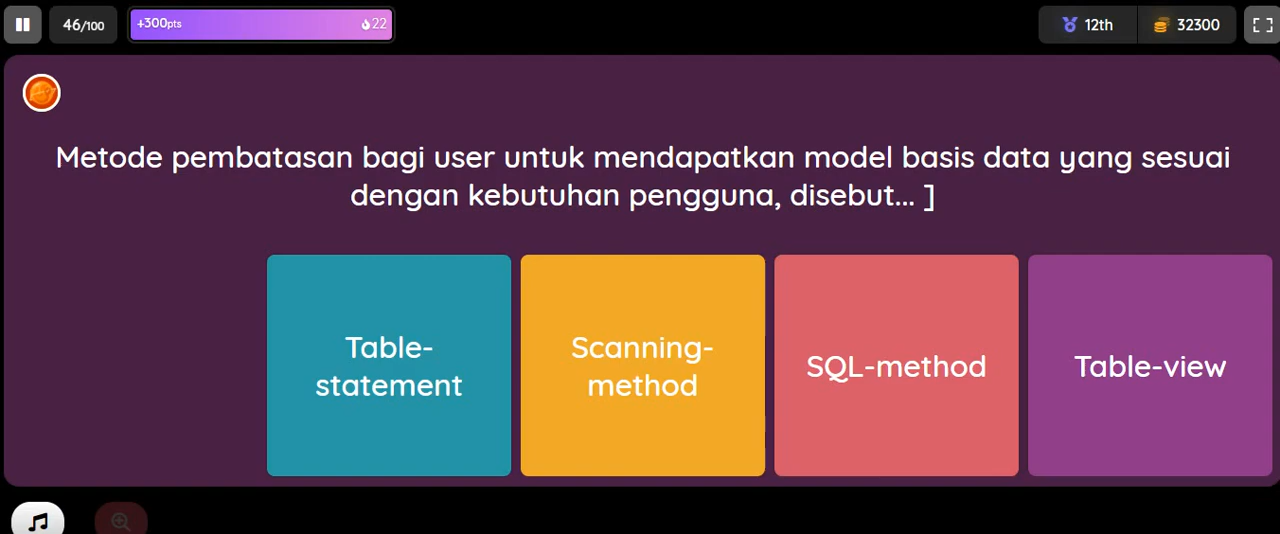 46/100
+300pts
22
12th
32300
Metode pembatasan bagi user untuk mendapatkan model basis data yang sesuai
dengan kebutuhan pengguna, disebut... ]
Table-
statement
Scanning-
method
SQL-method
Table-view